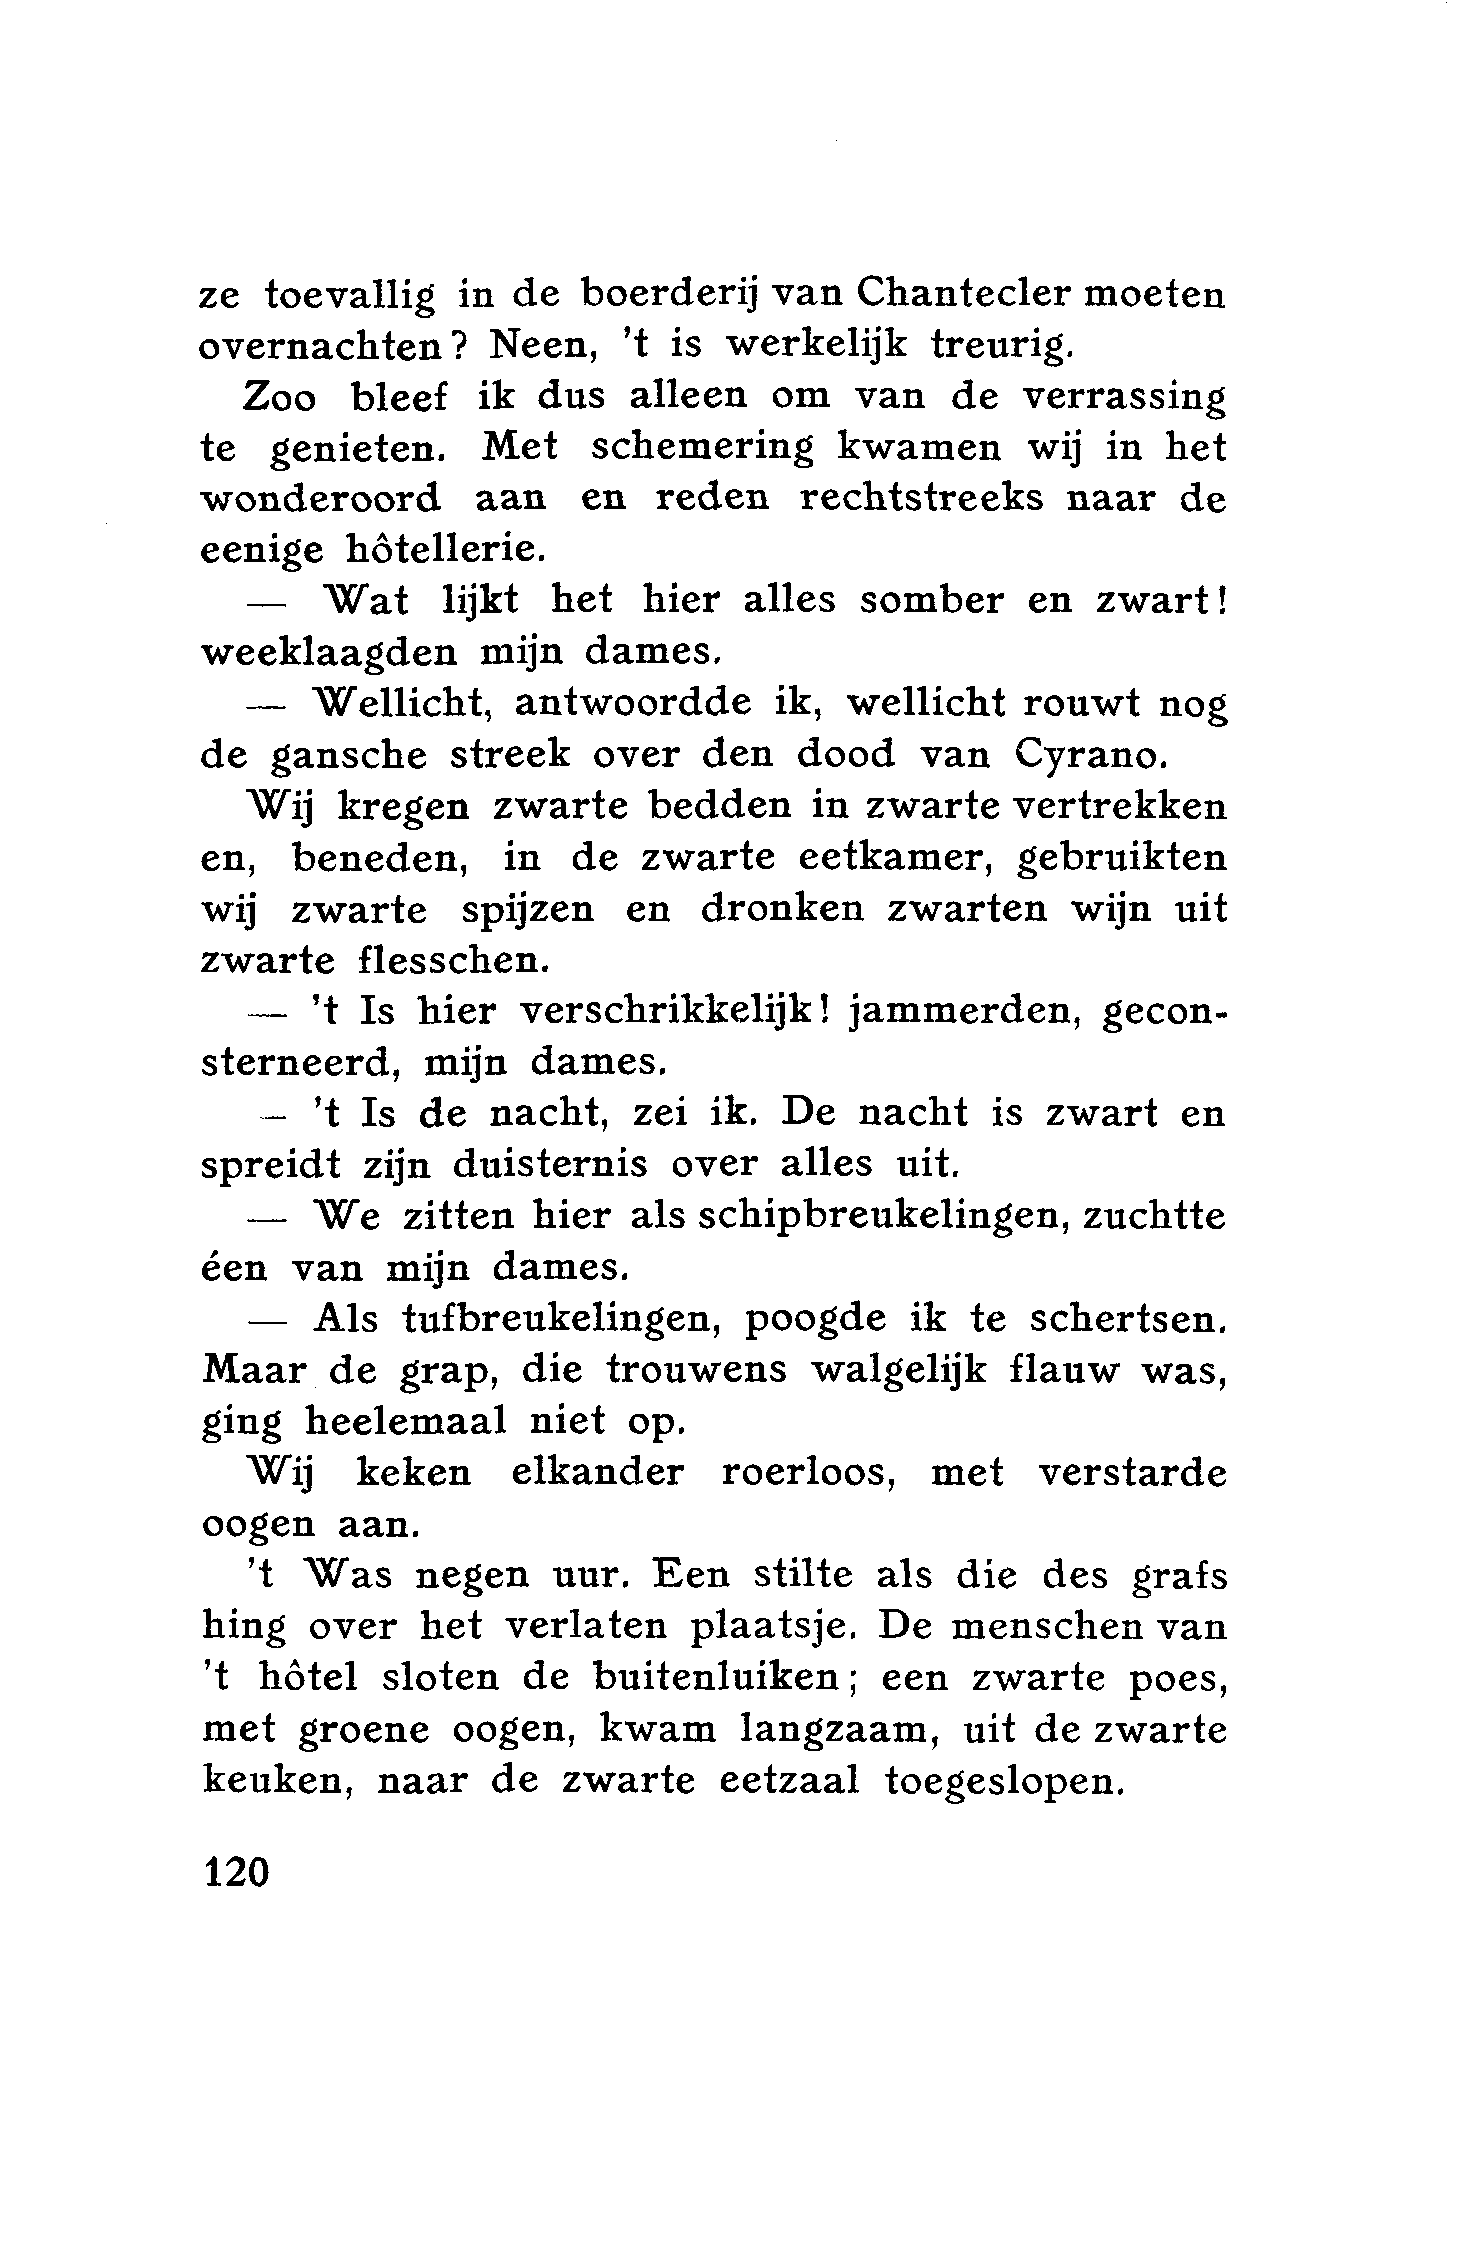 ze toevallig in de boerderij van Chantecler moeten
overnachten? Neen, 't is werkelijk treurig.
Zoo bleef ik dus alleen om van de verrassing
te genieten. Met schemering kwamen wij in het
wonderoord aan en reden rechtstreeks naar de
eenige hôtellerie.
— Wat lijkt het hier alles somber en zwart!
weeklaagden mijn dames.
— Wellicht, antwoordde ik, wellicht rouwt nog
de gansche streek over den dood van Cyrano.
Wij kregen zwarte bedden in zwarte vertrekken
en, beneden, in de zwarte eetkamer, gebruikten
wij zwarte spijzen en dronken zwarten wijn uit
zwarte flesschen.
— 't Is hier verschrikkelijk! jammerden, gecon-
sterneerd, mijn dames.
— 't Is de nacht, zei ik. De nacht is zwart en
spreidt zijn duisternis over alles uit.
— We zitten hier als schipbreukelingen, zuchtte
éen van mijn dames.
— Als tufbreukelingen, poogde ik te schertsen.
Maar de grap, die trouwens walgelijk flauw was,
ging heelemaal niet op.
Wij keken elkander roerloos, met verstarde
oogen aan.
't Was negen uur. Een stilte als die des grafs
hing over het verlaten plaatsje. De menschen van
't hôtel sloten de buitenluiken; een zwarte poes,
met groene oogen, kwam langzaam, uit de zwarte
keuken, naar de zwarte eetzaal toegeslopen.
120